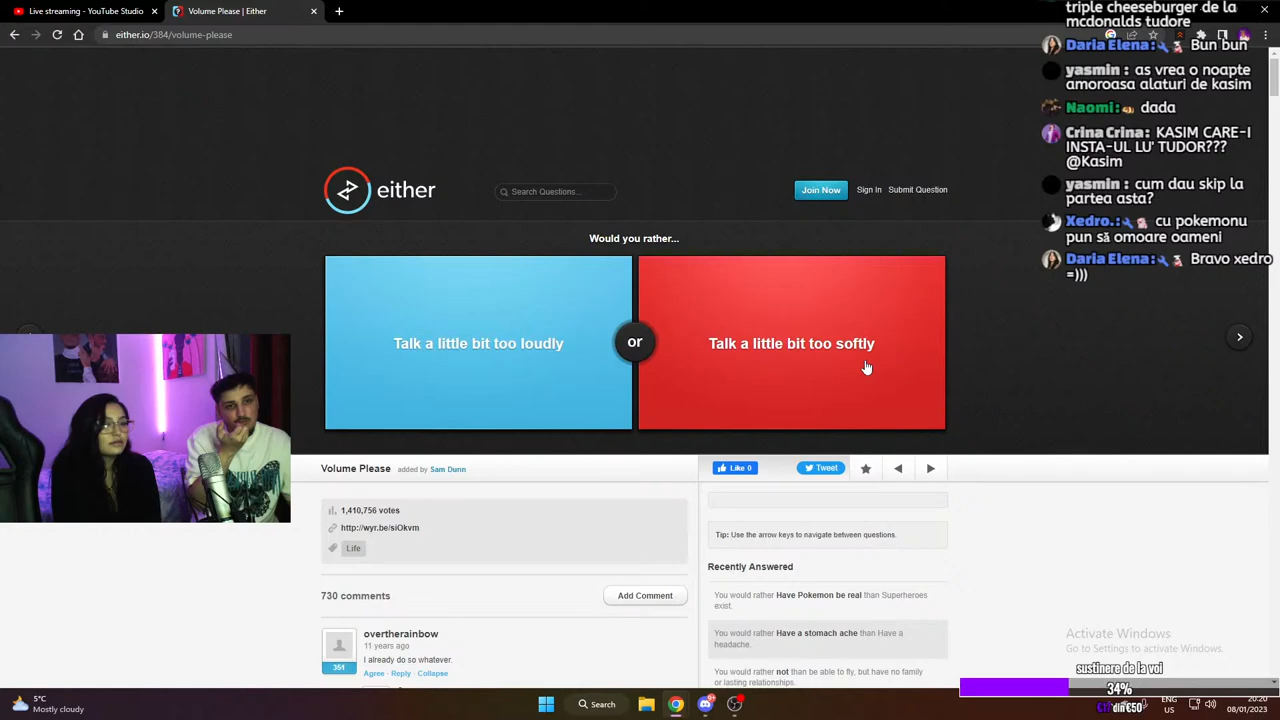 Live streaming - YouTube Studio
Volume Please | Either
either.io/384/volume-please
triple cheeseburger de la
mcdonalds tudore
Daria Elena: Bun bun
yasmin : as vrea o noapte
amoroasa alaturi de kasim
Naomi: dada
Crina Crina: KASIM CARE-I
INSTA-UL LU' TUDOR???
@Kasim
yasmin : cum dau skip la
partea asta?
Xedro.: cu pokemonu
pun să omoare oameni
Daria Elena: Bravo xedro
=)))
either
Search Questions...
Join Now
Sign In
Submit Question
Would you rather...
Talk a little bit too loudly
or
Talk a little bit too softly
Volume Please added by Sam Dunn
Like 0
Tweet
1,410,756 votes
http://wyr.be/siOkvm
Life
Tip: Use the arrow keys to navigate between questions.
Recently Answered
730 comments
Add Comment
You would rather Have Pokemon be real than Superheroes
exist.
overtherainbow
11 years ago
I already do so whatever.
351
Agree · Reply · Collapse
You would rather Have a stomach ache than Have a
headache.
You would rather not than be able to fly, but have no family
or lasting relationships.
Activate Windows
Go to Settings to activate Windows.
sustinere de la voi
34%
din €50
5°C
Mostly cloudy
Search
ENG
US
20:20
08/01/2023